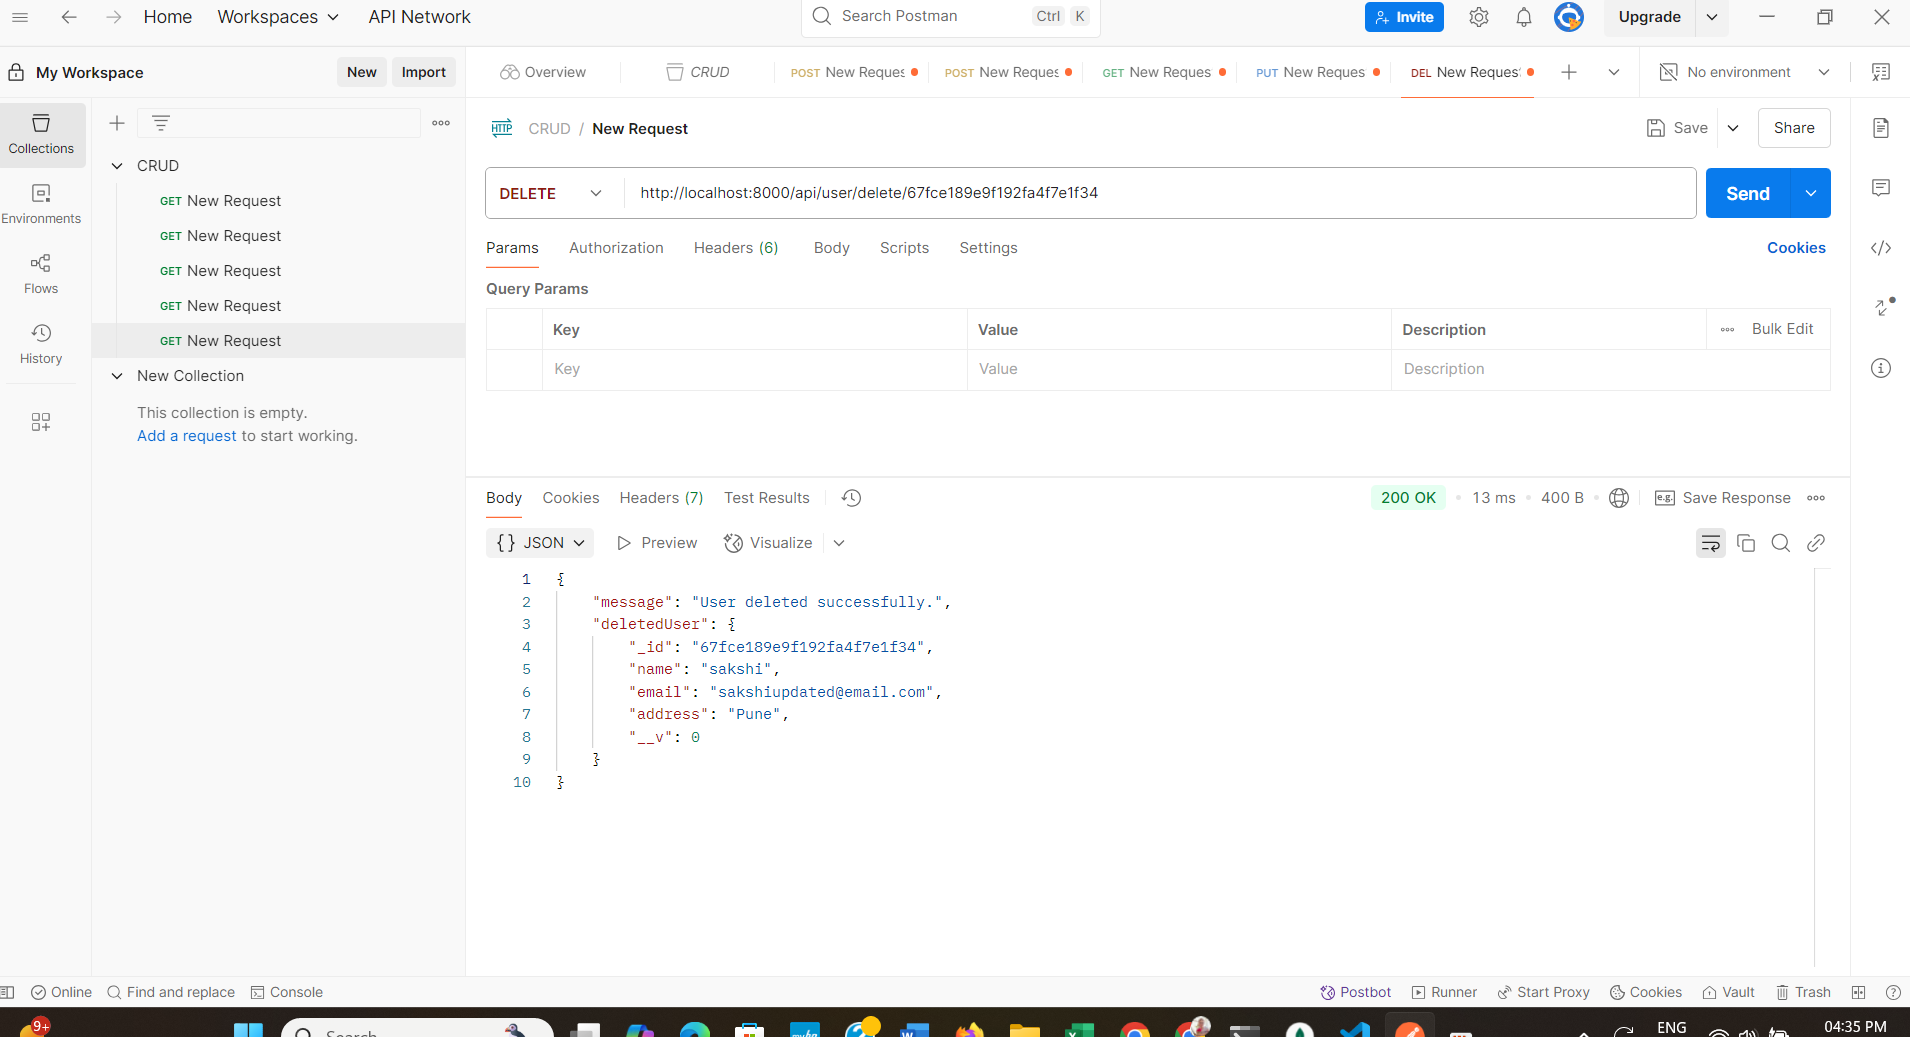 Home Workspaces API Network Search Postman Ctrl K Invite Upgrade
My Workspace New Import Overview CRUD POST New Reques POST New Reques GET New Reques PUT New Reques DEL New Reques No environment
Collections
Environments
Flows
History
CRUD
GET New Request
GET New Request
GET New Request
GET New Request
GET New Request
New Collection
This collection is empty.
Add a request to start working.
HTTP CRUD / New Request Save Share
DELETE http://localhost:8000/api/user/delete/67fce189e9f192fa4f7e1f34 Send
Params Authorization Headers (6) Body Scripts Settings Cookies
Query Params
Key Value Description Bulk Edit
Key Value Description
Body Cookies Headers (7) Test Results 200 OK 13 ms 400 B e.g. Save Response
{} JSON Preview Visualize
1 {
2 "message": "User deleted successfully.",
3 "deletedUser": {
4 "_id": "67fce189e9f192fa4f7e1f34",
5 "name": "sakshi",
6 "email": "sakshiupdated@email.com",
7 "address": "Pune",
8 "__v": 0
9 }
10 }
Online Find and replace Console Postbot Runner Start Proxy Cookies Vault Trash
9+ Search ENG 04:35 PM